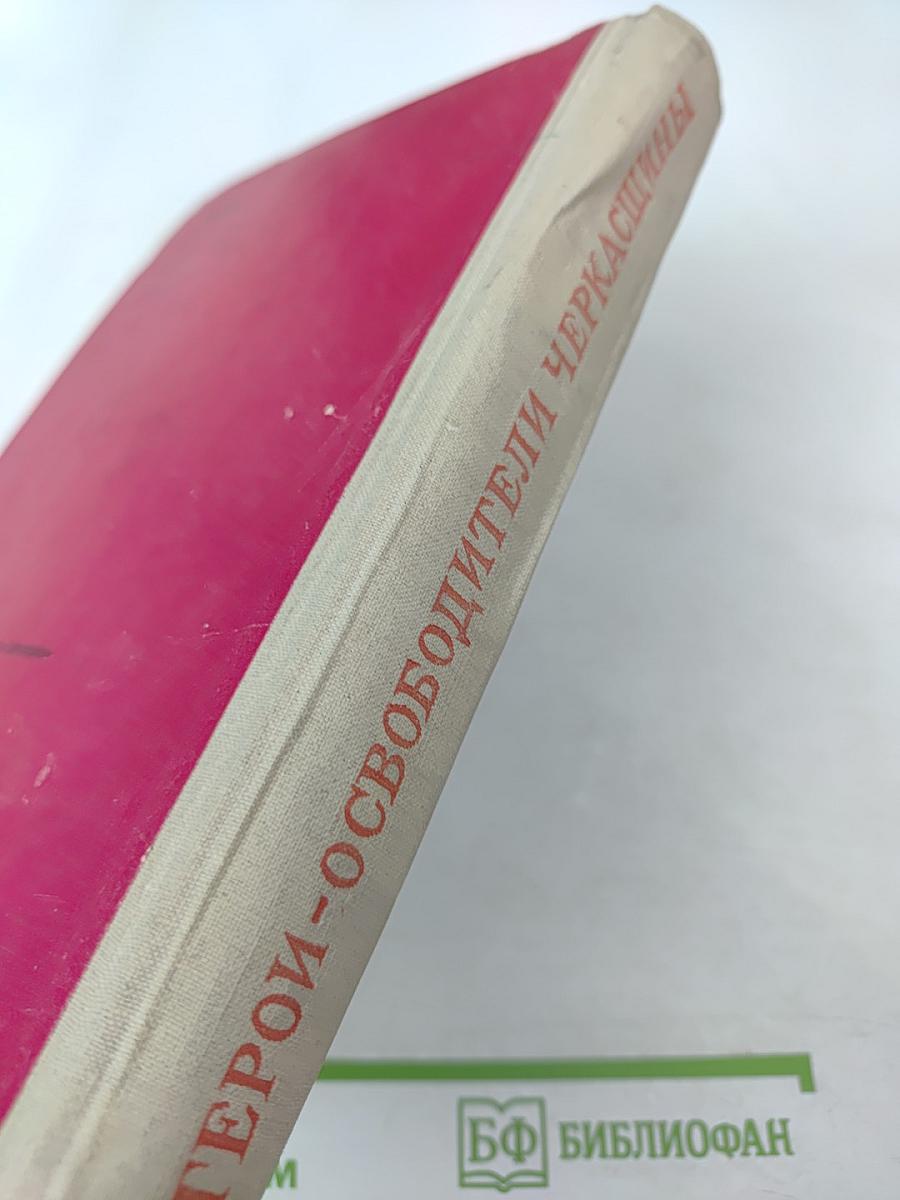 ГЕРОИ-ОСВОБОДИТЕЛИ ЧЕРКАСЩИНЫ
БФ БИБЛИОФАН